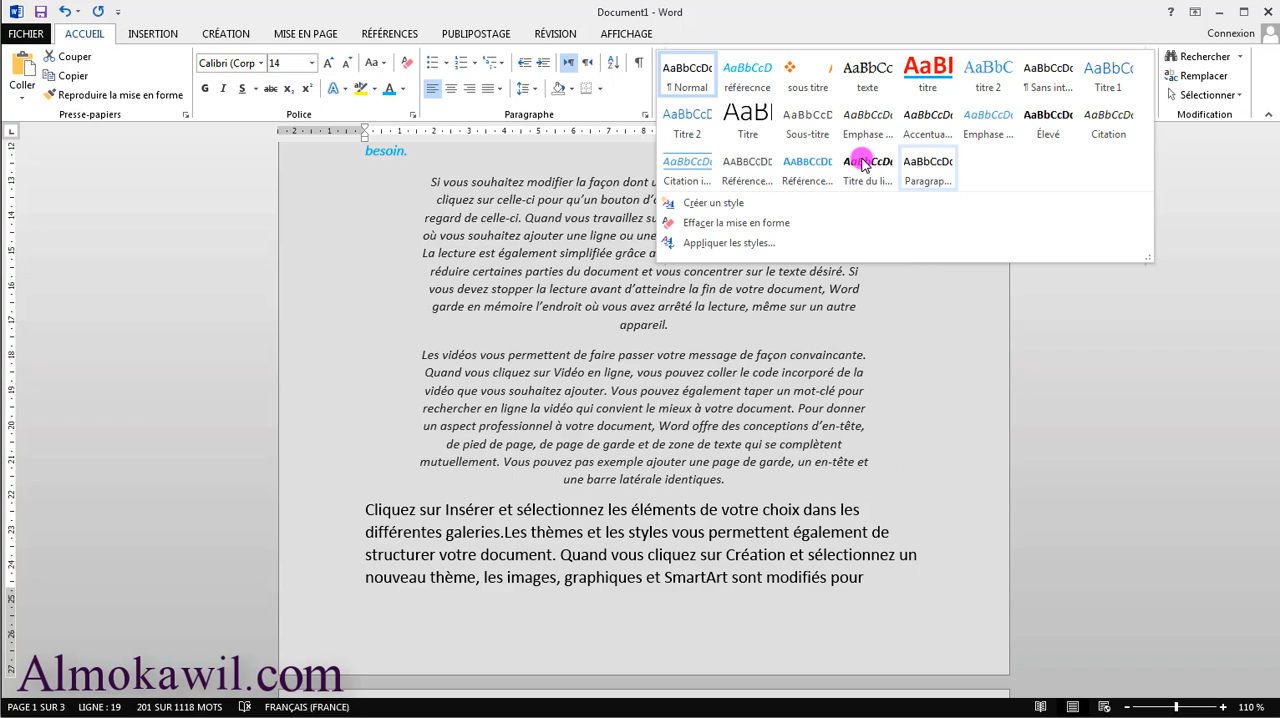 Document1 - Word
FICHIER ACCUEIL INSERTION CRÉATION MISE EN PAGE RÉFÉRENCES PUBLIPOSTAGE RÉVISION AFFICHAGE Connexion
Coller
Couper
Copier
Reproduire la mise en forme
Presse-papiers
Calibri (Corp 14
Police
Paragraphe
AaBbCcDc AaBbCcD AaBbCc AaBl AaBbC AaBbCcDc AaBbCc
¶ Normal référence sous titre texte titre titre 2 ¶ Sans int... Titre 1
AaBbCc AaBl AaBbCcD AaBbCcDc AaBbCcDc AaBbCcDc AaBbCcDc AaBbCcDc
Titre 2 Titre Sous-titre Emphase ... Accentua... Emphase ... Élevé Citation
AaBbCcDc AaBbCcDc AaBbCcDc AaBbCcDc
Citation i... Référence... Référence... Titre du li... Paragrap...
Créer un style
Effacer la mise en forme
Appliquer les styles...
Rechercher
Remplacer
Sélectionner
Modification
besoin.
Si vous souhaitez modifier la façon dont
cliquez sur celle-ci pour qu'un bouton d'
regard de celle-ci. Quand vous travaillez su
où vous souhaitez ajouter une ligne ou une
La lecture est également simplifiée grâce a
réduire certaines parties du document et vous concentrer sur le texte désiré. Si
vous devez stopper la lecture avant d'atteindre la fin de votre document, Word
garde en mémoire l'endroit où vous avez arrêté la lecture, même sur un autre
appareil.
Les vidéos vous permettent de faire passer votre message de façon convaincante.
Quand vous cliquez sur Vidéo en ligne, vous pouvez coller le code incorporé de la
vidéo que vous souhaitez ajouter. Vous pouvez également taper un mot-clé pour
rechercher en ligne la vidéo qui convient le mieux à votre document. Pour donner
un aspect professionnel à votre document, Word offre des conceptions d'en-tête,
de pied de page, de page de garde et de zone de texte qui se complètent
mutuellement. Vous pouvez pas exemple ajouter une page de garde, un en-tête et
une barre latérale identiques.
Cliquez sur Insérer et sélectionnez les éléments de votre choix dans les
différentes galeries.Les thèmes et les styles vous permettent également de
structurer votre document. Quand vous cliquez sur Création et sélectionnez un
nouveau thème, les images, graphiques et SmartArt sont modifiés pour
Almokawil.com
PAGE 1 SUR 3 LIGNE : 19 201 SUR 1118 MOTS FRANÇAIS (FRANCE) 110 %